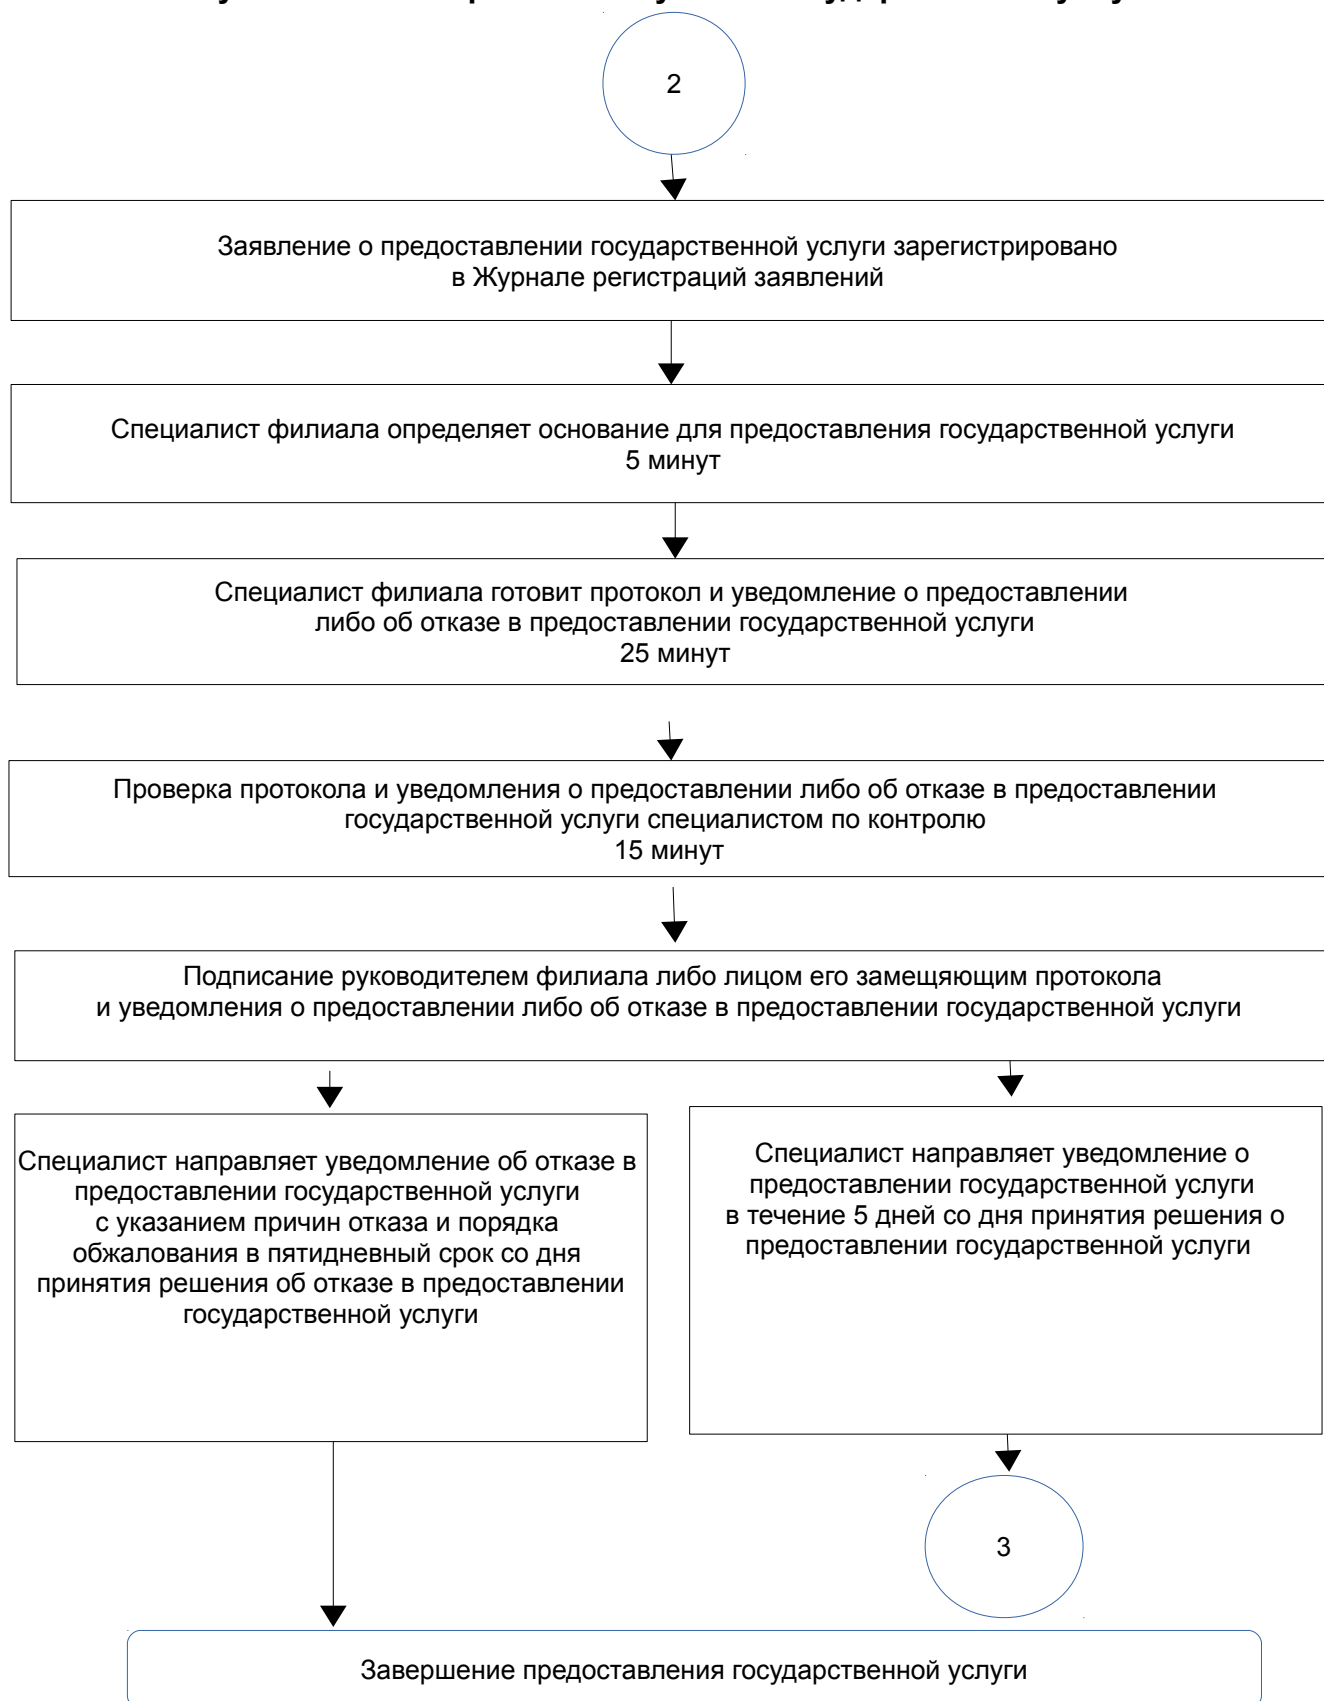 2
Заявление о предоставлении государственной услуги зарегистрировано
в Журнале регистраций заявлений
Специалист филиала определяет основание для предоставления государственной услуги
5 минут
Специалист филиала готовит протокол и уведомление о предоставлении
либо об отказе в предоставлении государственной услуги
25 минут
Проверка протокола и уведомления о предоставлении либо об отказе в предоставлении
государственной услуги специалистом по контролю
15 минут
Подписание руководителем филиала либо лицом его замещяющим протокола
и уведомления о предоставлении либо об отказе в предоставлении государственной услуги
Специалист направляет уведомление об отказе в
предоставлении государственной услуги
с указанием причин отказа и порядка
обжалования в пятидневный срок со дня
принятия решения об отказе в предоставлении
государственной услуги
Специалист направляет уведомление о
предоставлении государственной услуги
в течение 5 дней со дня принятия решения о
предоставлении государственной услуги
3
Завершение предоставления государственной услуги